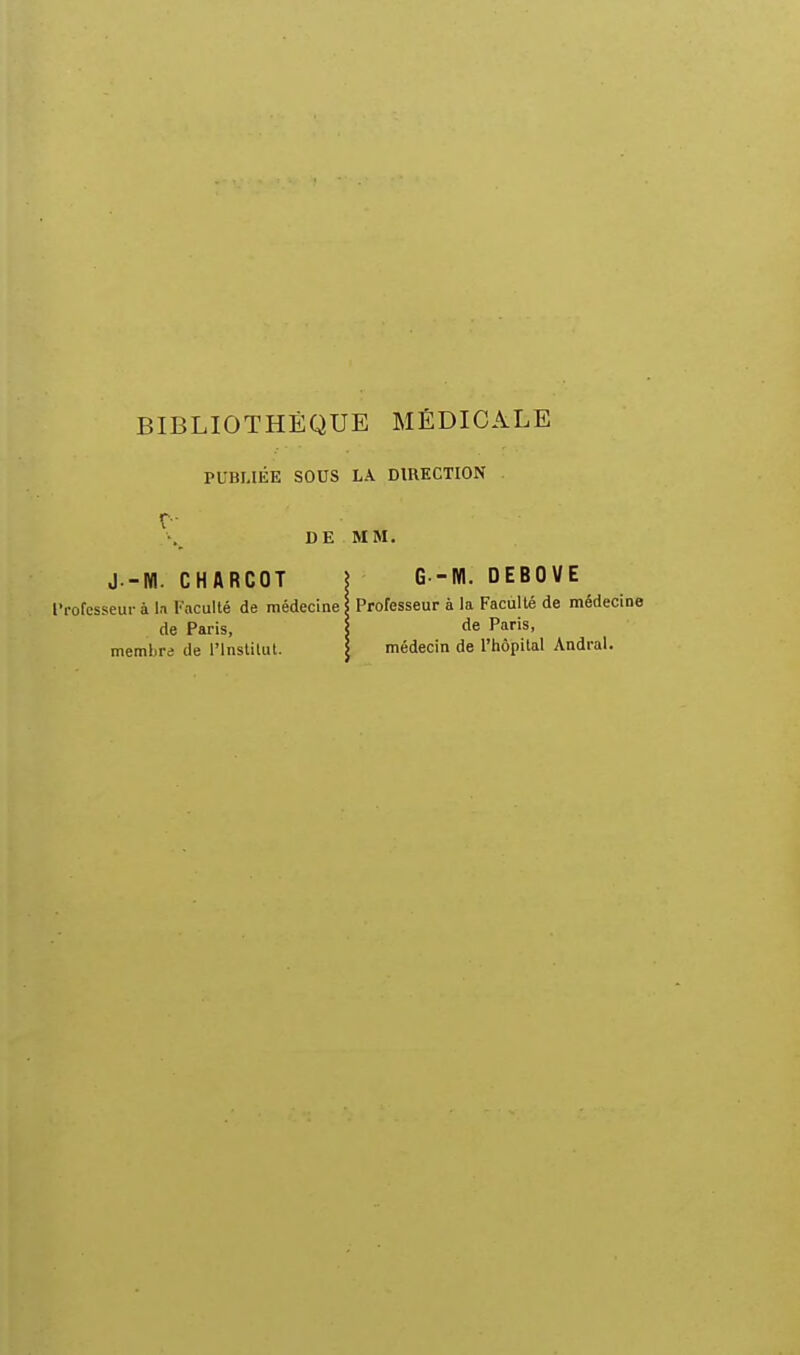 BIBLIOTHÈQUE MÉDICALE
PUBLIÉE SOUS LA DIRECTION
DE MM.
J.-M. CHARCOT
Professeur à la Faculté de médecine
de Paris,
membre de l'Institut.
G.-M. DEBOVE
Professeur à la Faculté de médecine
de Paris,
médecin de l'hôpital Andral.